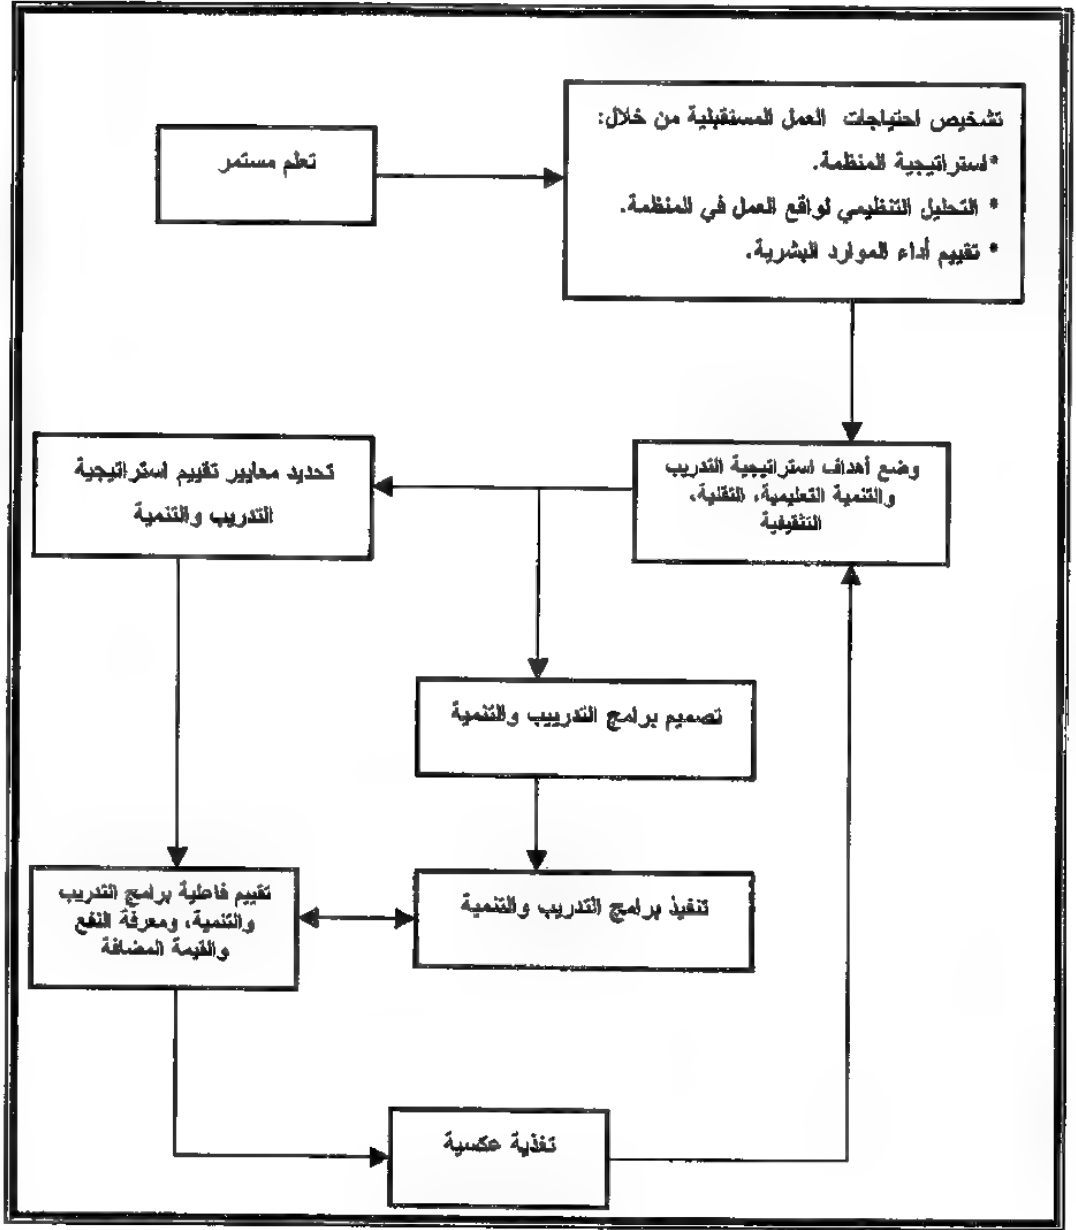 تشخيص احتياجات العمل المستقبلية من خلال:
*استراتيجية المنظمة.
* التحليل التنظيمي لواقع العمل في المنظمة.
* تقييم أداء الموارد البشرية.
تعلم مستمر
وضع أهداف استراتيجية التدريب
والتنمية التعليمية، التقنية،
التثقيفية
تحديد معايير تقييم استراتيجية
التدريب والتنمية
تصميم برامج التدرييب والتنمية
تنفيذ برامج التدريب والتنمية
تقييم فاعلية برامج التدريب
والتنمية، ومعرفة النفع
والقيمة المضافة
تغذية عكسية